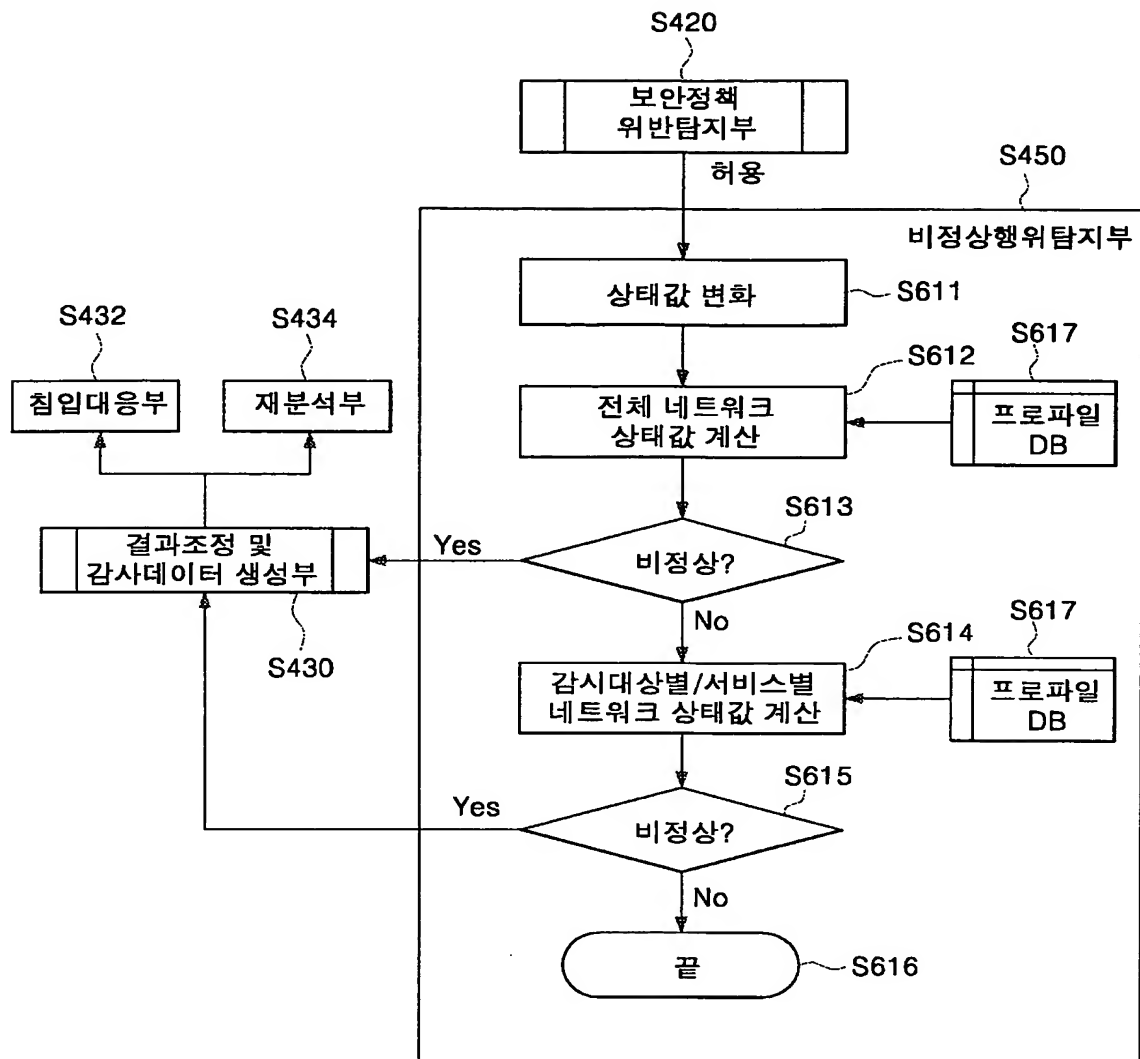 S420
보안정책
위반탐지부
허용
S450
비정상행위탐지부
상태값 변화
S611
S432
S434
S612
S617
침입대응부
재분석부
전체 네트워크
상태값 계산
프로파일
DB
S613
결과조정 및
감사데이터 생성부
Yes
비정상?
S430
No
S614
S617
감시대상별/서비스별
네트워크 상태값 계산
프로파일
DB
S615
Yes
비정상?
No
끝
S616